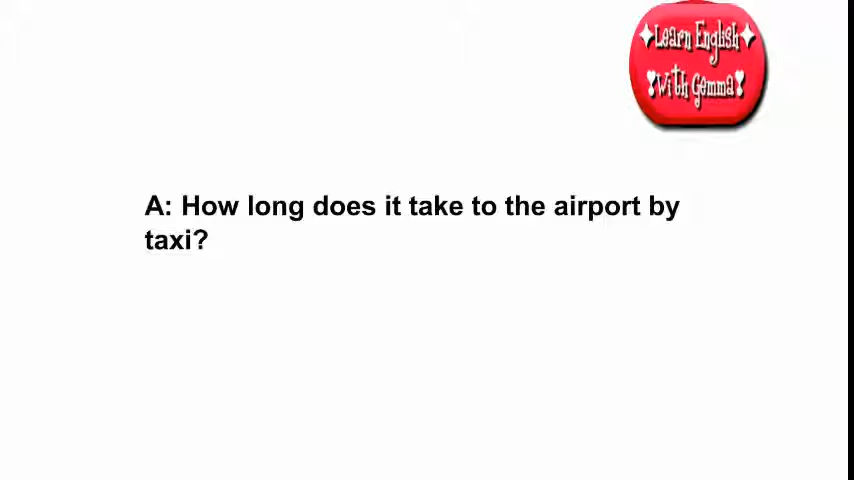 ✦Learn English✦
❣With Gemma❣
A: How long does it take to the airport by
taxi?